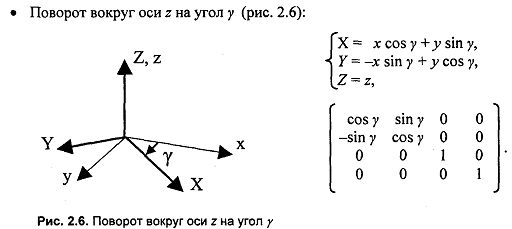 • Поворот вокруг оси z на угол γ (рис. 2.6):
X = x cos γ + y sin γ,
Y = –x sin γ + y cos γ,
Z = z,
Z, z
Y
y
γ
x
X
cos γ sin γ 0 0
–sin γ cos γ 0 0
0 0 1 0
0 0 0 1
.
Рис. 2.6. Поворот вокруг оси z на угол γ